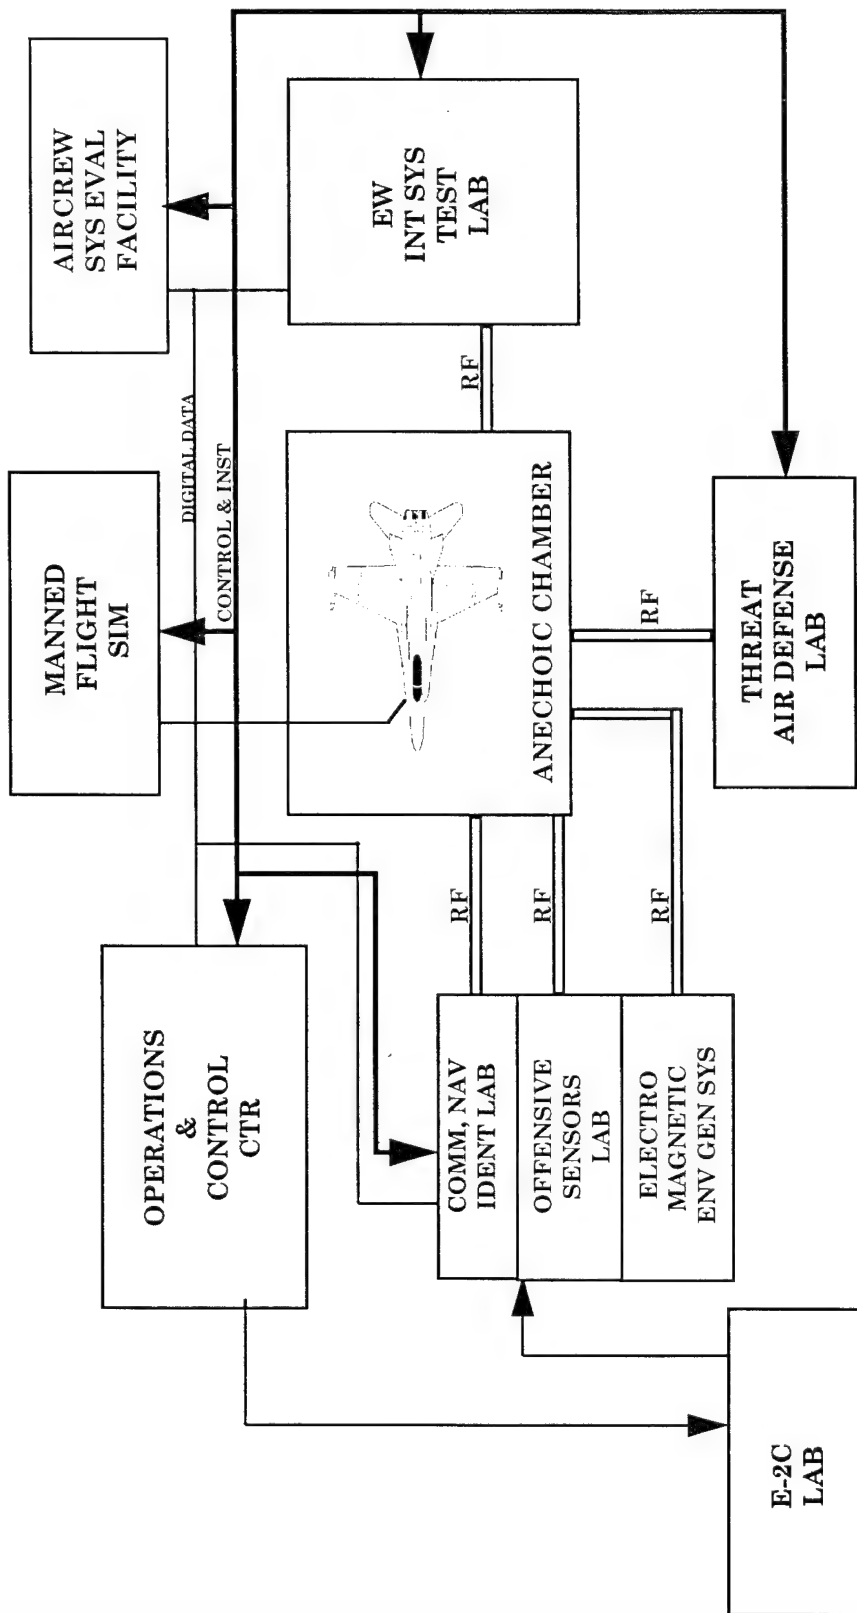 OPERATIONS
&
CONTROL
CTR
MANNED
FLIGHT
SIM
AIRCREW
SYS EVAL
FACILITY
DIGITAL DATA
CONTROL & INST
COMM, NAV
IDENT LAB
OFFENSIVE
SENSORS
LAB
ELECTRO
MAGNETIC
ENV GEN SYS
RF
RF
RF
ANECHOIC CHAMBER
RF
EW
INT SYS
TEST
LAB
RF
E-2C
LAB
THREAT
AIR DEFENSE
LAB